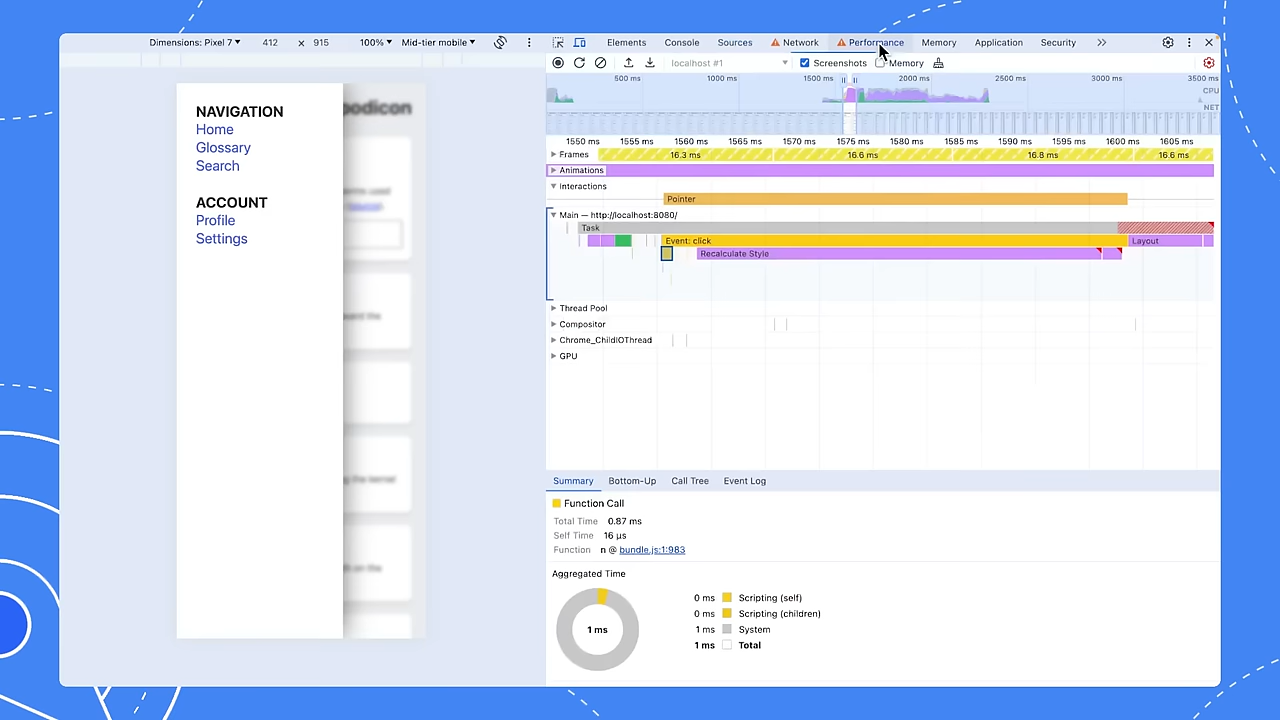 Dimensions: Pixel 7 ▼ 412 x 915 100% ▼ Mid-tier mobile ▼
Elements Console Sources Network Performance Memory Application Security
localhost #1 Screenshots Memory
500 ms 1000 ms 1500 ms 2000 ms 2500 ms 3000 ms 3500 ms
CPU
NET
1550 ms 1555 ms 1560 ms 1565 ms 1570 ms 1575 ms 1580 ms 1585 ms 1590 ms 1595 ms 1600 ms 1605 ms
Frames 16.3 ms 16.6 ms 16.8 ms 16.6 ms
Animations
Interactions
Pointer
Main — http://localhost:8080/
Task
Event: click Layout
Recalculate Style
Thread Pool
Compositor
Chrome_ChildIOThread
GPU
NAVIGATION
Home
Glossary
Search
ACCOUNT
Profile
Settings
Summary Bottom-Up Call Tree Event Log
Function Call
Total Time 0.87 ms
Self Time 16 μs
Function n @ bundle.js:1:983
Aggregated Time
1 ms
0 ms Scripting (self)
0 ms Scripting (children)
1 ms System
1 ms Total